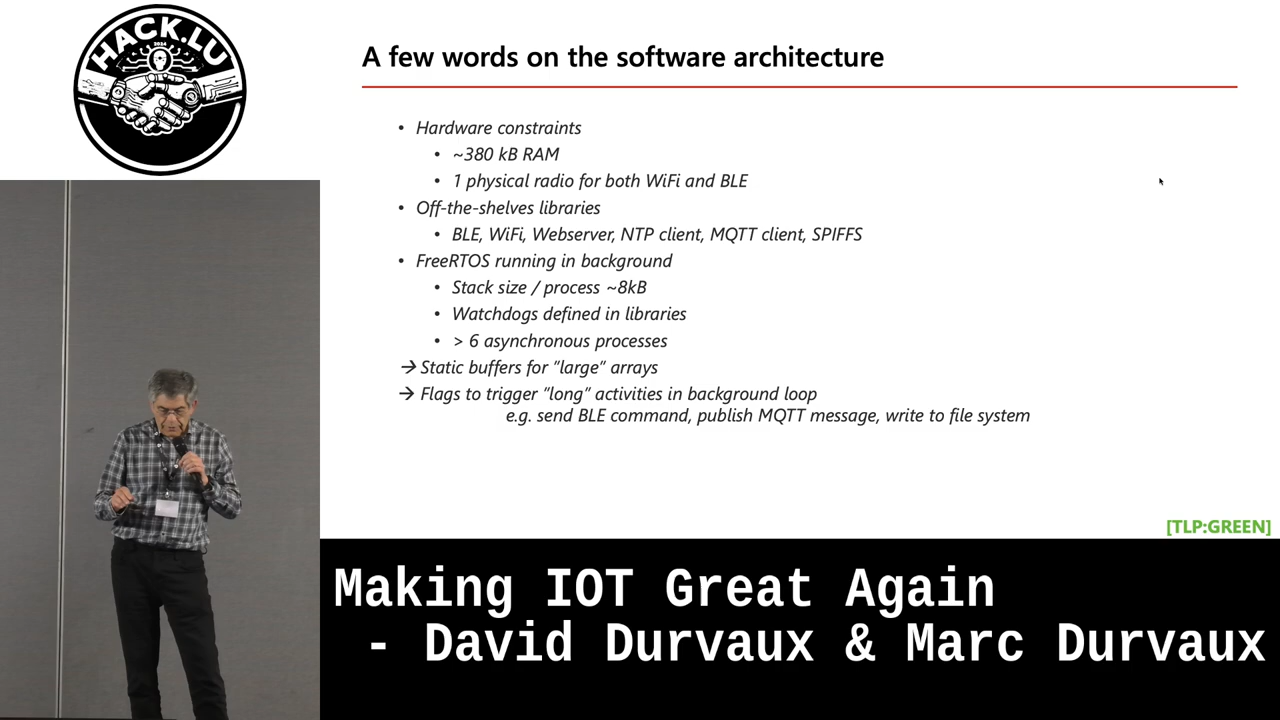 HACK.LU
2024
A few words on the software architecture
• Hardware constraints
• ~380 kB RAM
• 1 physical radio for both WiFi and BLE
• Off-the-shelves libraries
• BLE, WiFi, Webserver, NTP client, MQTT client, SPIFFS
• FreeRTOS running in background
• Stack size / process ~8kB
• Watchdogs defined in libraries
• > 6 asynchronous processes
→ Static buffers for "large" arrays
→ Flags to trigger "long" activities in background loop
e.g. send BLE command, publish MQTT message, write to file system
[TLP:GREEN]
Making IOT Great Again
- David Durvaux & Marc Durvaux